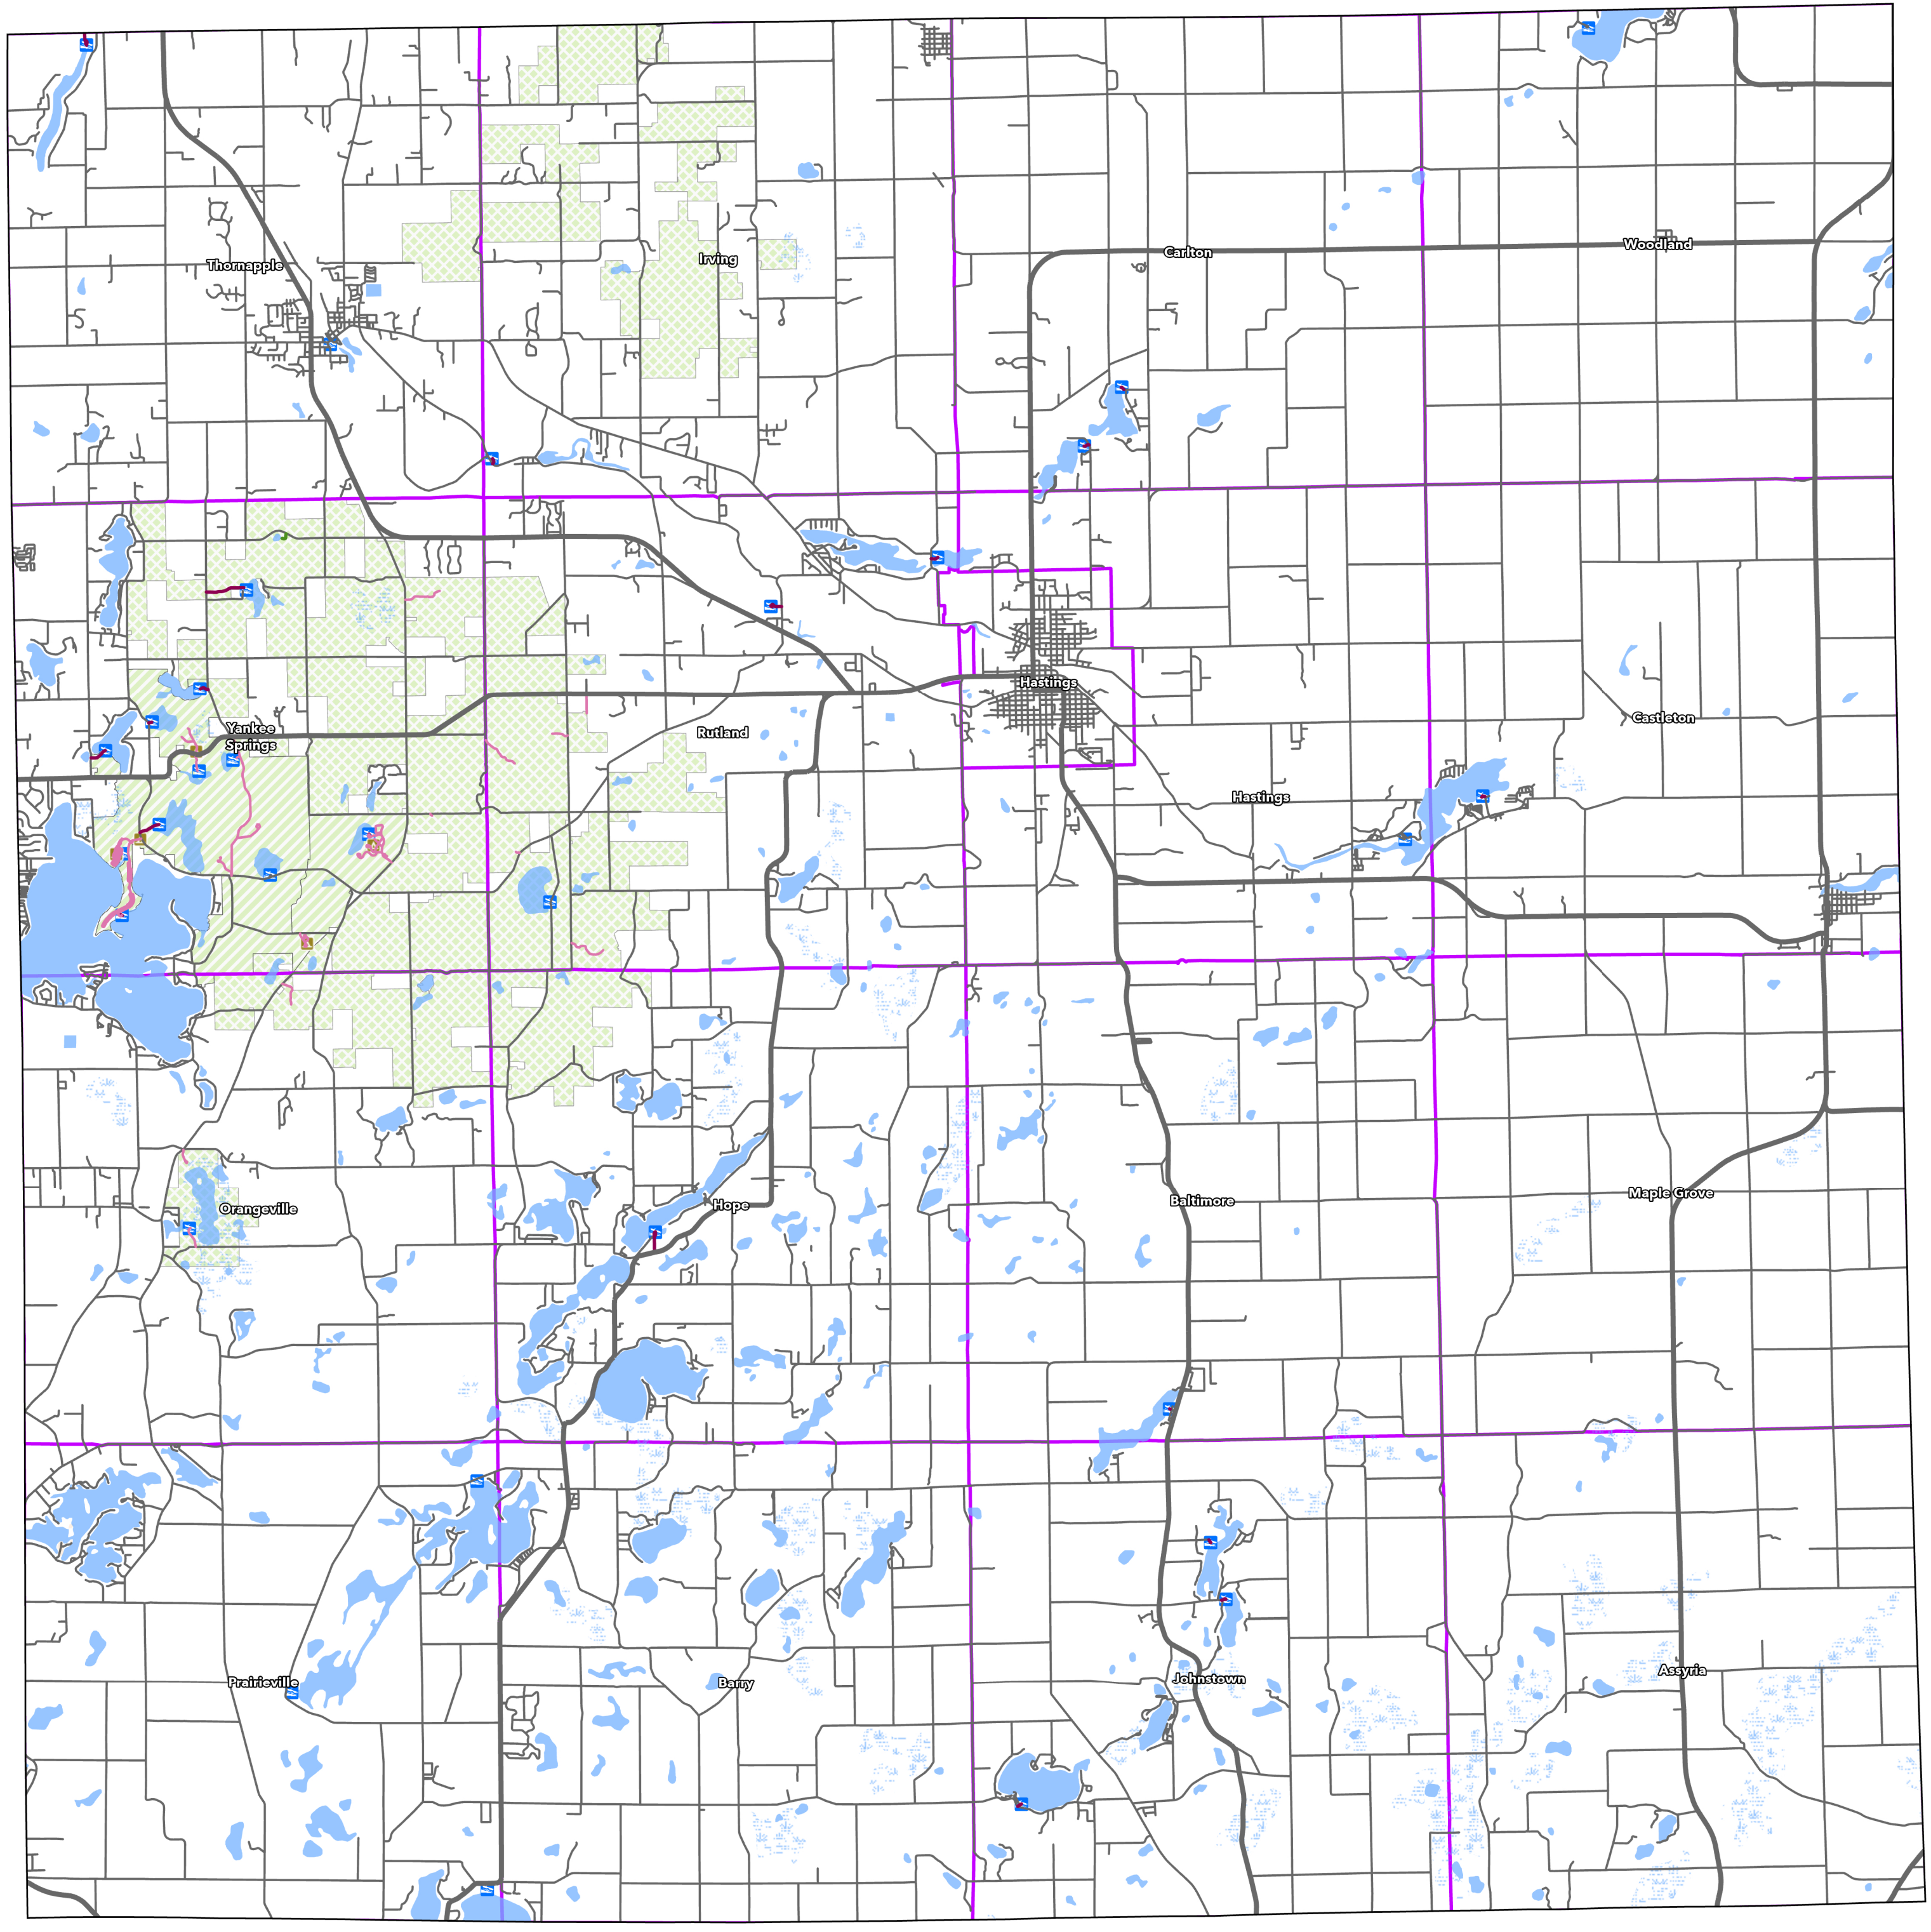 Woodland
Carlton
Irving
Thornapple
Hastings
Castleton
Yankee
Springs
Rutland
Hastings
Maple Grove
Baltimore
Hope
Orangeville
Assyria
Johnstown
Prairieville
Barry